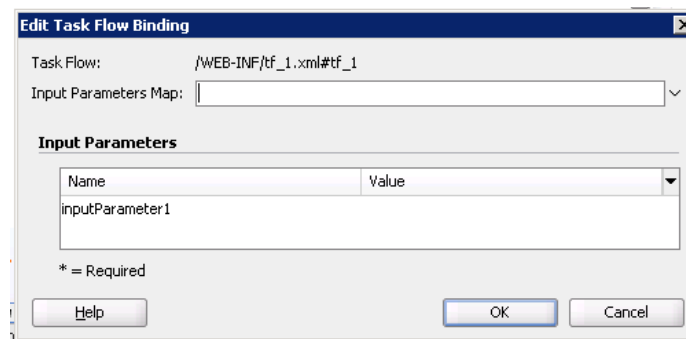 Edit Task Flow Binding
Task Flow: /WEB-INF/tf_1.xml#tf_1
Input Parameters Map:
Input Parameters
Name Value
inputParameter1
* = Required
Help OK Cancel